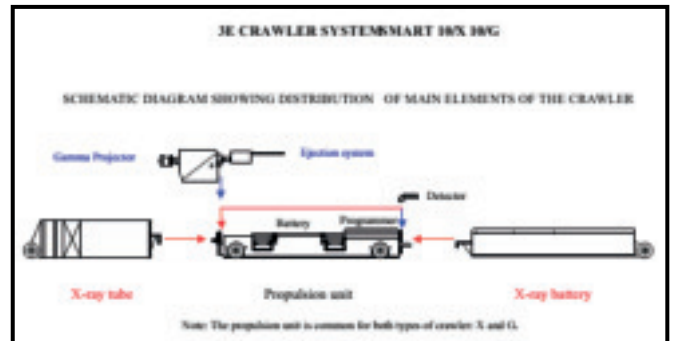 JE CRAWLER SYSTEMSMART 10/X 10/G
SCHEMATIC DIAGRAM SHOWING DISTRIBUTION OF MAIN ELEMENTS OF THE CRAWLER
Gamma Projector
Ejection system
Detector
Battery
Programmer
X-ray tube
Propulsion unit
X-ray battery
Note: The propulsion unit is common for both types of crawler: X and G.